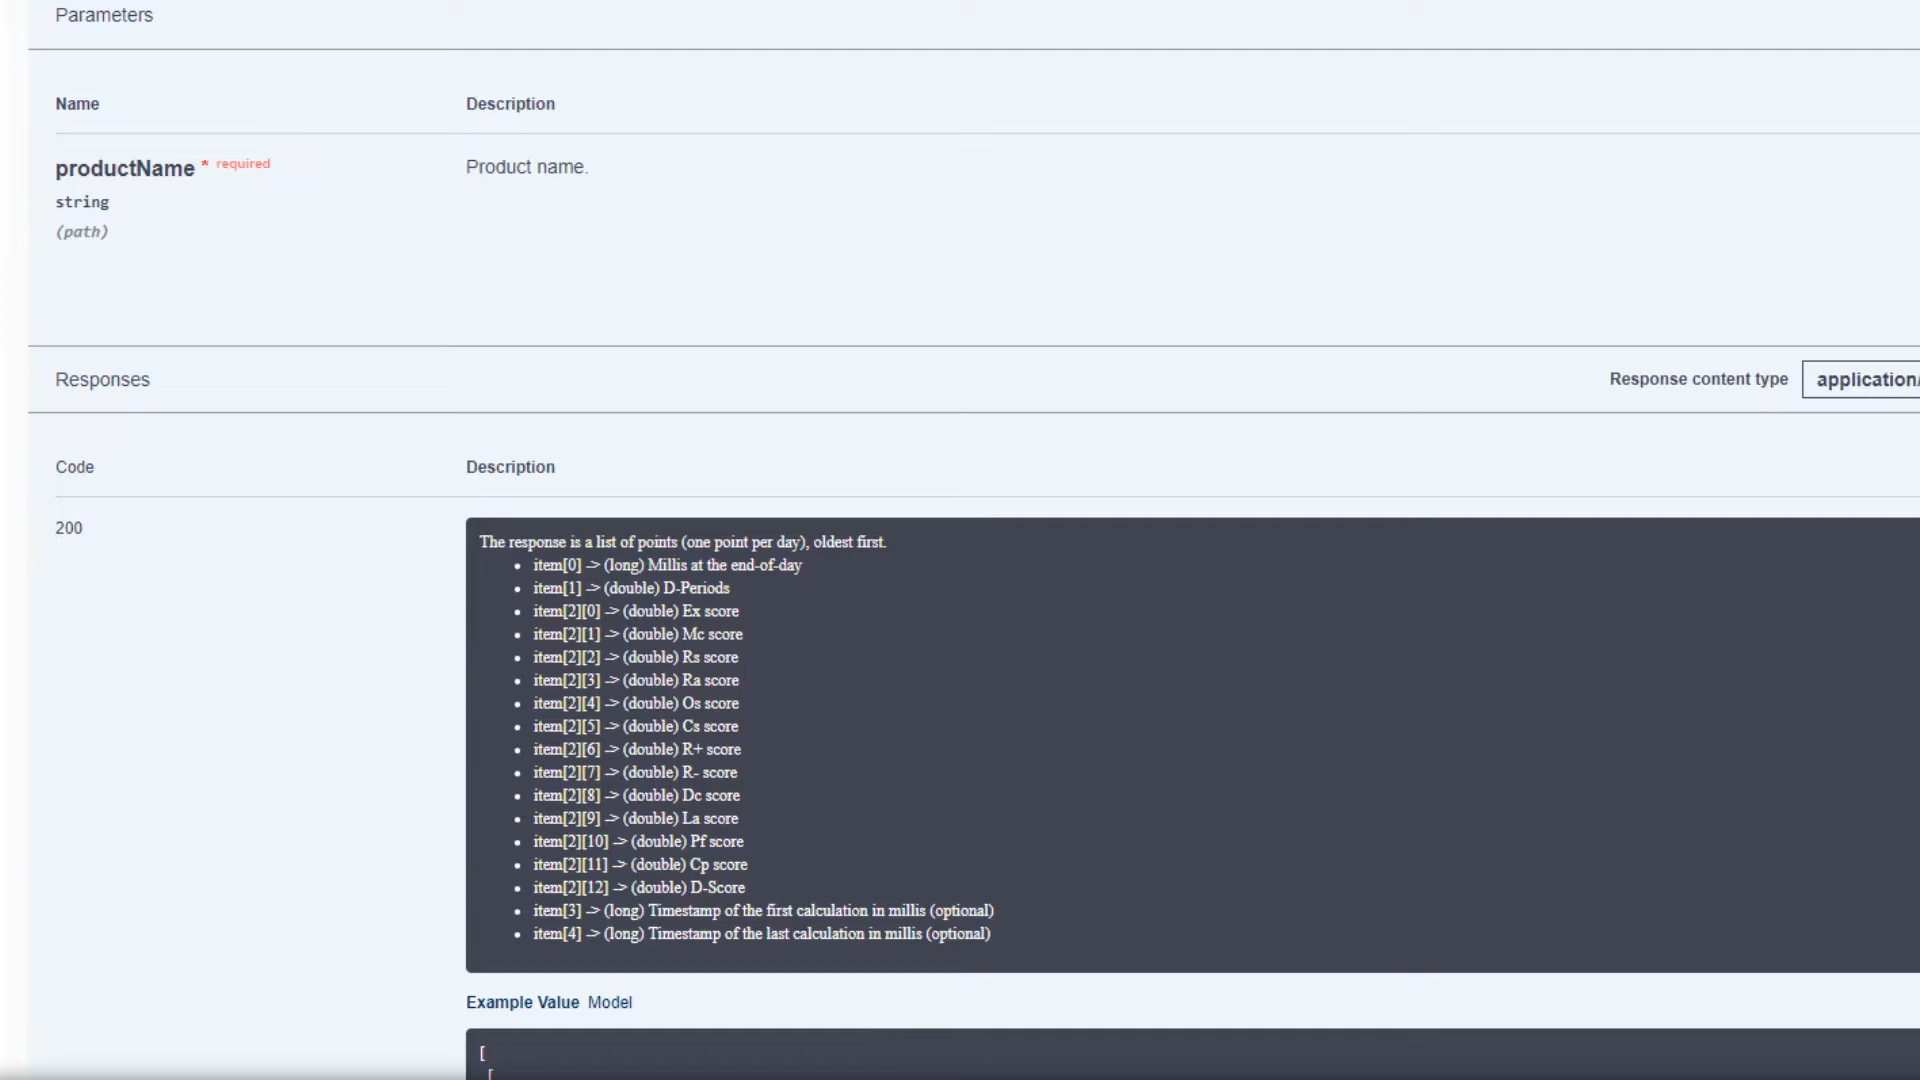 Parameters
Name Description
productName * required Product name.
string
(path)
Responses Response content type application/
Code Description
200
The response is a list of points (one point per day), oldest first.
• item[0] -> (long) Millis at the end-of-day
• item[1] -> (double) D-Periods
• item[2][0] -> (double) Ex score
• item[2][1] -> (double) Mc score
• item[2][2] -> (double) Rs score
• item[2][3] -> (double) Ra score
• item[2][4] -> (double) Os score
• item[2][5] -> (double) Cs score
• item[2][6] -> (double) R+ score
• item[2][7] -> (double) R- score
• item[2][8] -> (double) Dc score
• item[2][9] -> (double) La score
• item[2][10] -> (double) Pf score
• item[2][11] -> (double) Cp score
• item[2][12] -> (double) D-Score
• item[3] -> (long) Timestamp of the first calculation in millis (optional)
• item[4] -> (long) Timestamp of the last calculation in millis (optional)
Example Value Model
[
[